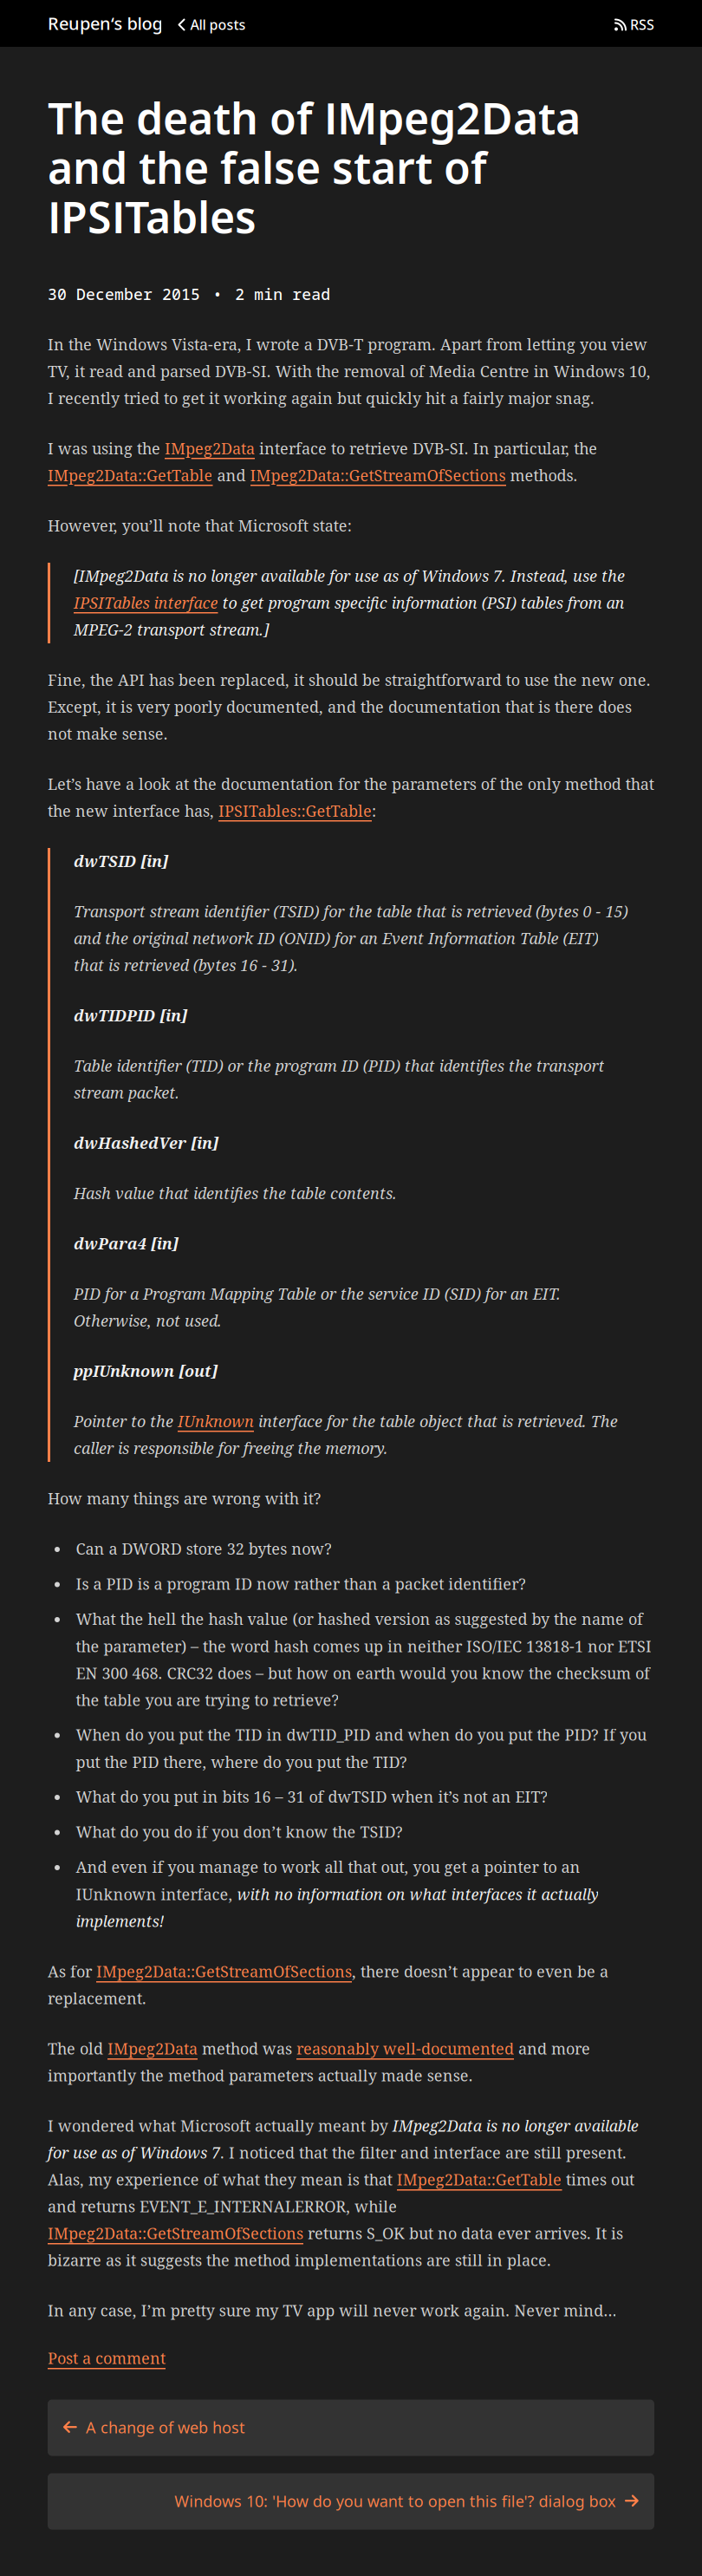 Reupen’s blog All posts RSS
The death of IMpeg2Data
and the false start of
IPSITables
30 December 2015 • 2 min read
In the Windows Vista-era, I wrote a DVB-T program. Apart from letting you view
TV, it read and parsed DVB-SI. With the removal of Media Centre in Windows 10,
I recently tried to get it working again but quickly hit a fairly major snag.
I was using the IMpeg2Data interface to retrieve DVB-SI. In particular, the
IMpeg2Data::GetTable and IMpeg2Data::GetStreamOfSections methods.
However, you’ll note that Microsoft state:
[IMpeg2Data is no longer available for use as of Windows 7. Instead, use the
IPSITables interface to get program specific information (PSI) tables from an
MPEG-2 transport stream.]
Fine, the API has been replaced, it should be straightforward to use the new one.
Except, it is very poorly documented, and the documentation that is there does
not make sense.
Let’s have a look at the documentation for the parameters of the only method that
the new interface has, IPSITables::GetTable:
dwTSID [in]
Transport stream identifier (TSID) for the table that is retrieved (bytes 0 - 15)
and the original network ID (ONID) for an Event Information Table (EIT)
that is retrieved (bytes 16 - 31).
dwTIDPID [in]
Table identifier (TID) or the program ID (PID) that identifies the transport
stream packet.
dwHashedVer [in]
Hash value that identifies the table contents.
dwPara4 [in]
PID for a Program Mapping Table or the service ID (SID) for an EIT.
Otherwise, not used.
ppIUnknown [out]
Pointer to the IUnknown interface for the table object that is retrieved. The
caller is responsible for freeing the memory.
How many things are wrong with it?
• Can a DWORD store 32 bytes now?
• Is a PID is a program ID now rather than a packet identifier?
• What the hell the hash value (or hashed version as suggested by the name of
the parameter) – the word hash comes up in neither ISO/IEC 13818-1 nor ETSI
EN 300 468. CRC32 does – but how on earth would you know the checksum of
the table you are trying to retrieve?
• When do you put the TID in dwTID_PID and when do you put the PID? If you
put the PID there, where do you put the TID?
• What do you put in bits 16 – 31 of dwTSID when it’s not an EIT?
• What do you do if you don’t know the TSID?
• And even if you manage to work all that out, you get a pointer to an
IUnknown interface, with no information on what interfaces it actually
implements!
As for IMpeg2Data::GetStreamOfSections, there doesn’t appear to even be a
replacement.
The old IMpeg2Data method was reasonably well-documented and more
importantly the method parameters actually made sense.
I wondered what Microsoft actually meant by IMpeg2Data is no longer available
for use as of Windows 7. I noticed that the filter and interface are still present.
Alas, my experience of what they mean is that IMpeg2Data::GetTable times out
and returns EVENT_E_INTERNALERROR, while
IMpeg2Data::GetStreamOfSections returns S_OK but no data ever arrives. It is
bizarre as it suggests the method implementations are still in place.
In any case, I’m pretty sure my TV app will never work again. Never mind…
Post a comment
← A change of web host
Windows 10: 'How do you want to open this file'? dialog box →